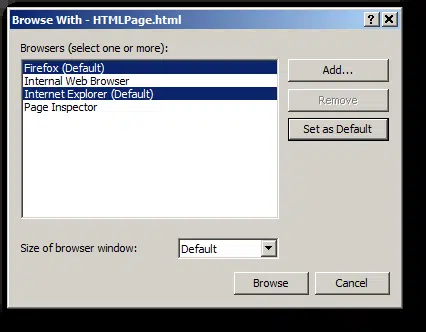 Browse With - HTMLPage.html
Browsers (select one or more):
Firefox (Default)
Internal Web Browser
Internet Explorer (Default)
Page Inspector
Add...
Remove
Set as Default
Size of browser window:
Default
Browse
Cancel